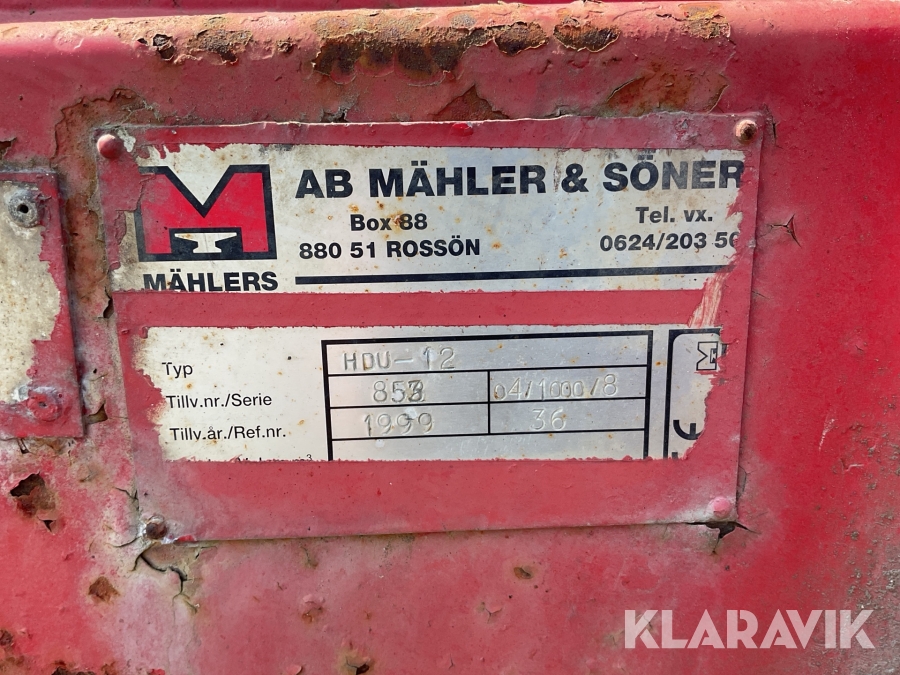 M
AB MÄHLER & SÖNER
Box 88
Tel. vx.
880 51 ROSSÖN
0624/203 50
MÄHLERS
Typ HDU-12
Tillv.nr./Serie 853 04/1000/8
Tillv.år./Ref.nr. 1999 36
M
KLARAVIK